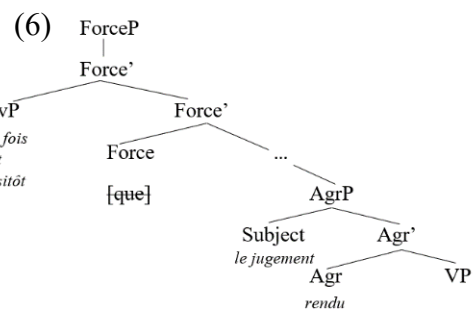 (6) ForceP
Force’
vP Force’
fois
t
sitôt
Force ...
[que]
AgrP
Subject Agr’
le jugement
Agr VP
rendu